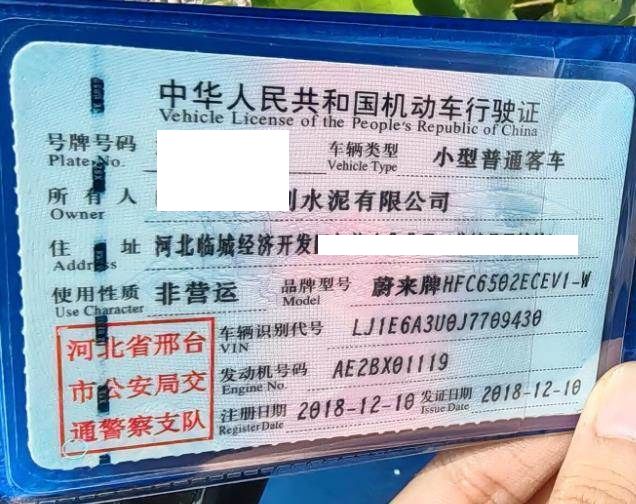 中华人民共和国机动车行驶证
Vehicle License of the People's Republic of China
号牌号码 Plate No. 车辆类型 Vehicle Type 小型普通客车
所有人 Owner 水泥有限公司
住址 Address 河北临城经济开发
使用性质 Use Character 非营运 品牌型号 Model 蔚来牌HFC6502ECEV1-W
车辆识别代号 VIN LJ1E6A3U0J7709430
发动机号码 Engine No. AE2BX01119
注册日期 Register Date 2018-12-10 发证日期 Issue Date 2018-12-10
河北省邢台
市公安局交
通警察支队